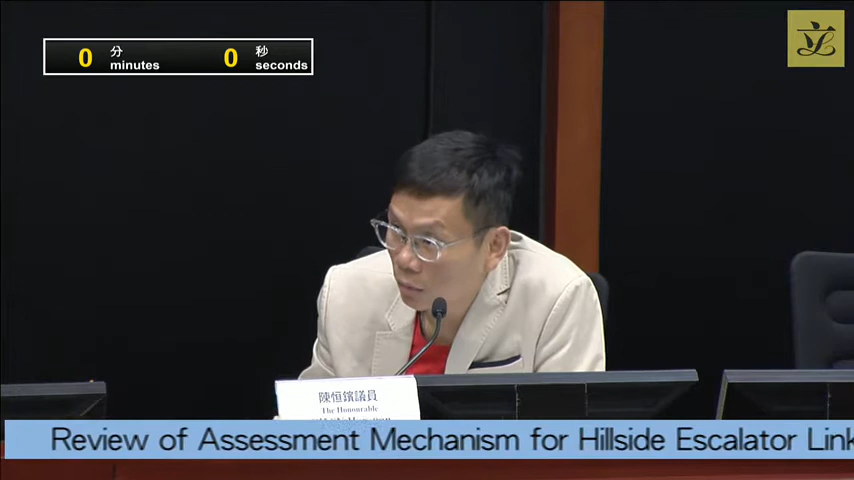 0 分 minutes 0 秒 seconds
立
陳恒鑌議員
The Honourable
Review of Assessment Mechanism for Hillside Escalator Link